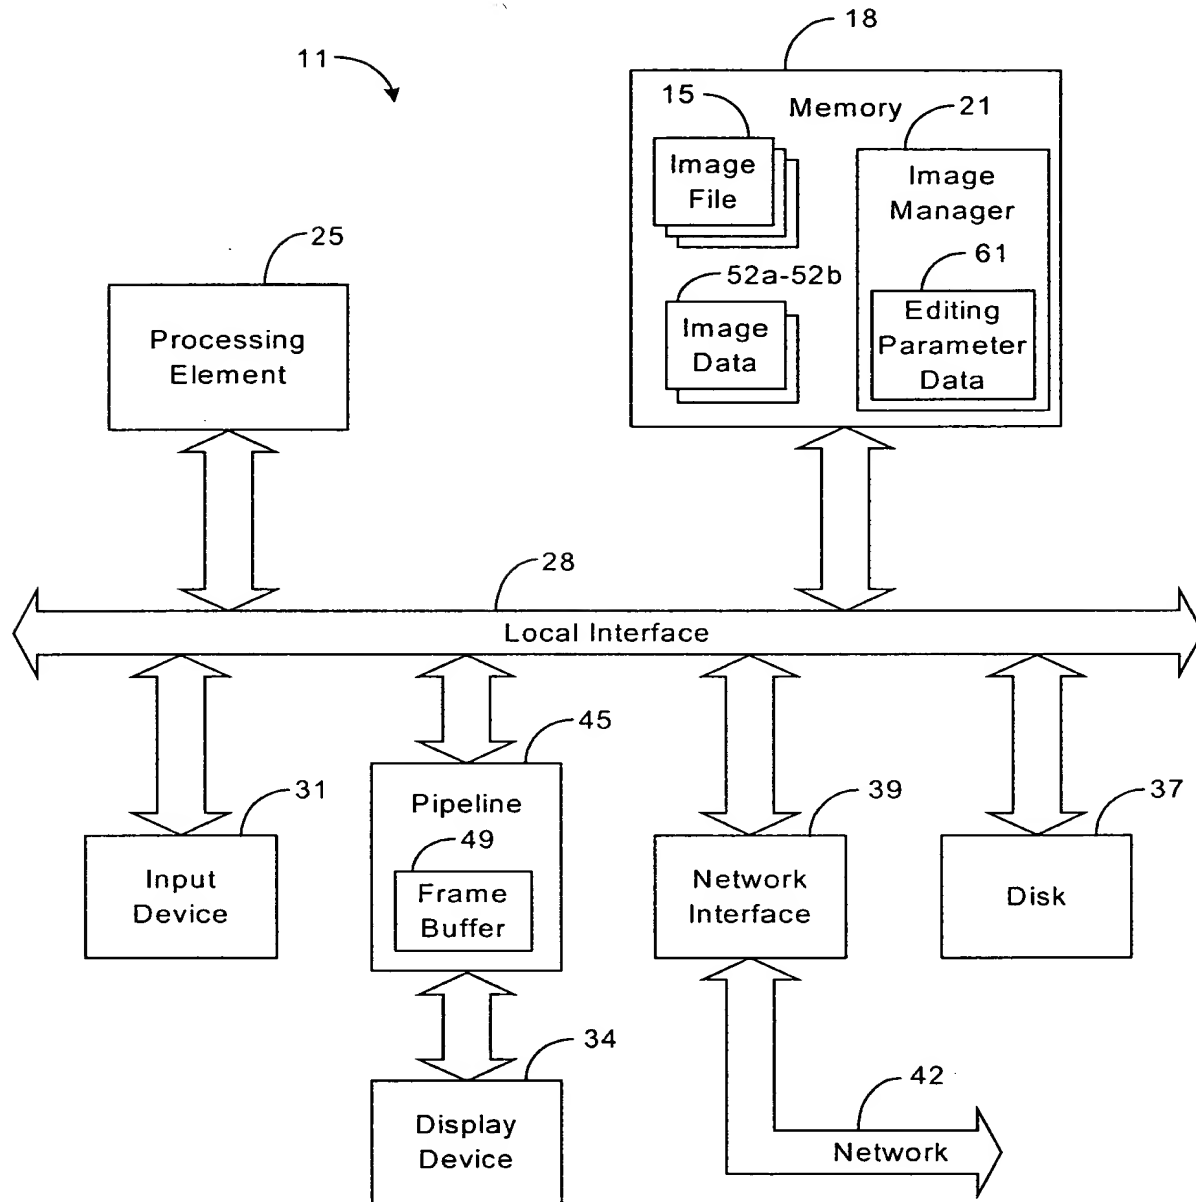 18
11
15
Memory
21
Image
File
Image
Manager
25
52a-52b
61
Processing
Element
Image
Data
Editing
Parameter
Data
28
Local Interface
45
31
39
37
Pipeline
49
Input
Device
Frame
Buffer
Network
Interface
Disk
34
42
Display
Device
Network